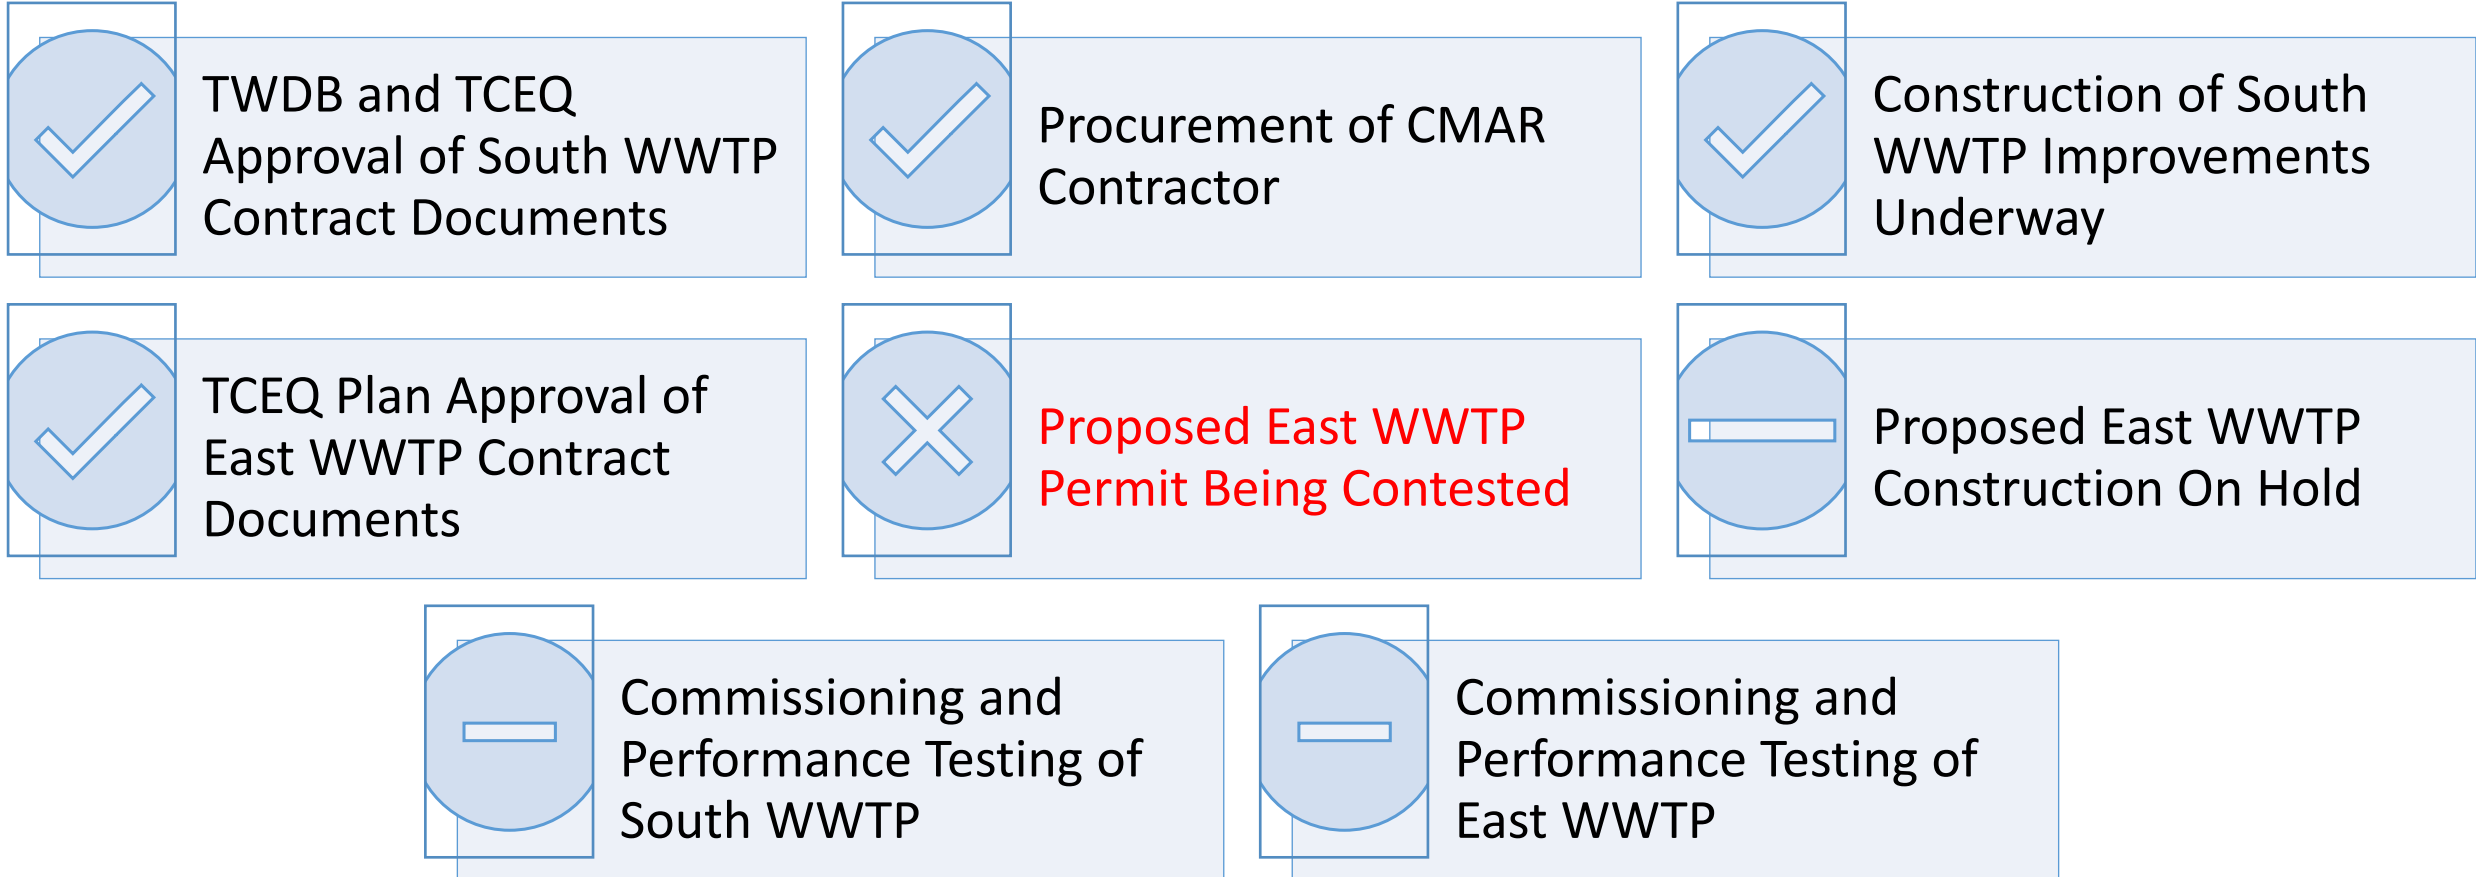 TWDB and TCEQ
Approval of South WWTP
Contract Documents
Procurement of CMAR
Contractor
Construction of South
WWTP Improvements
Underway
TCEQ Plan Approval of
East WWTP Contract
Documents
Proposed East WWTP
Permit Being Contested
Proposed East WWTP
Construction On Hold
Commissioning and
Performance Testing of
South WWTP
Commissioning and
Performance Testing of
East WWTP